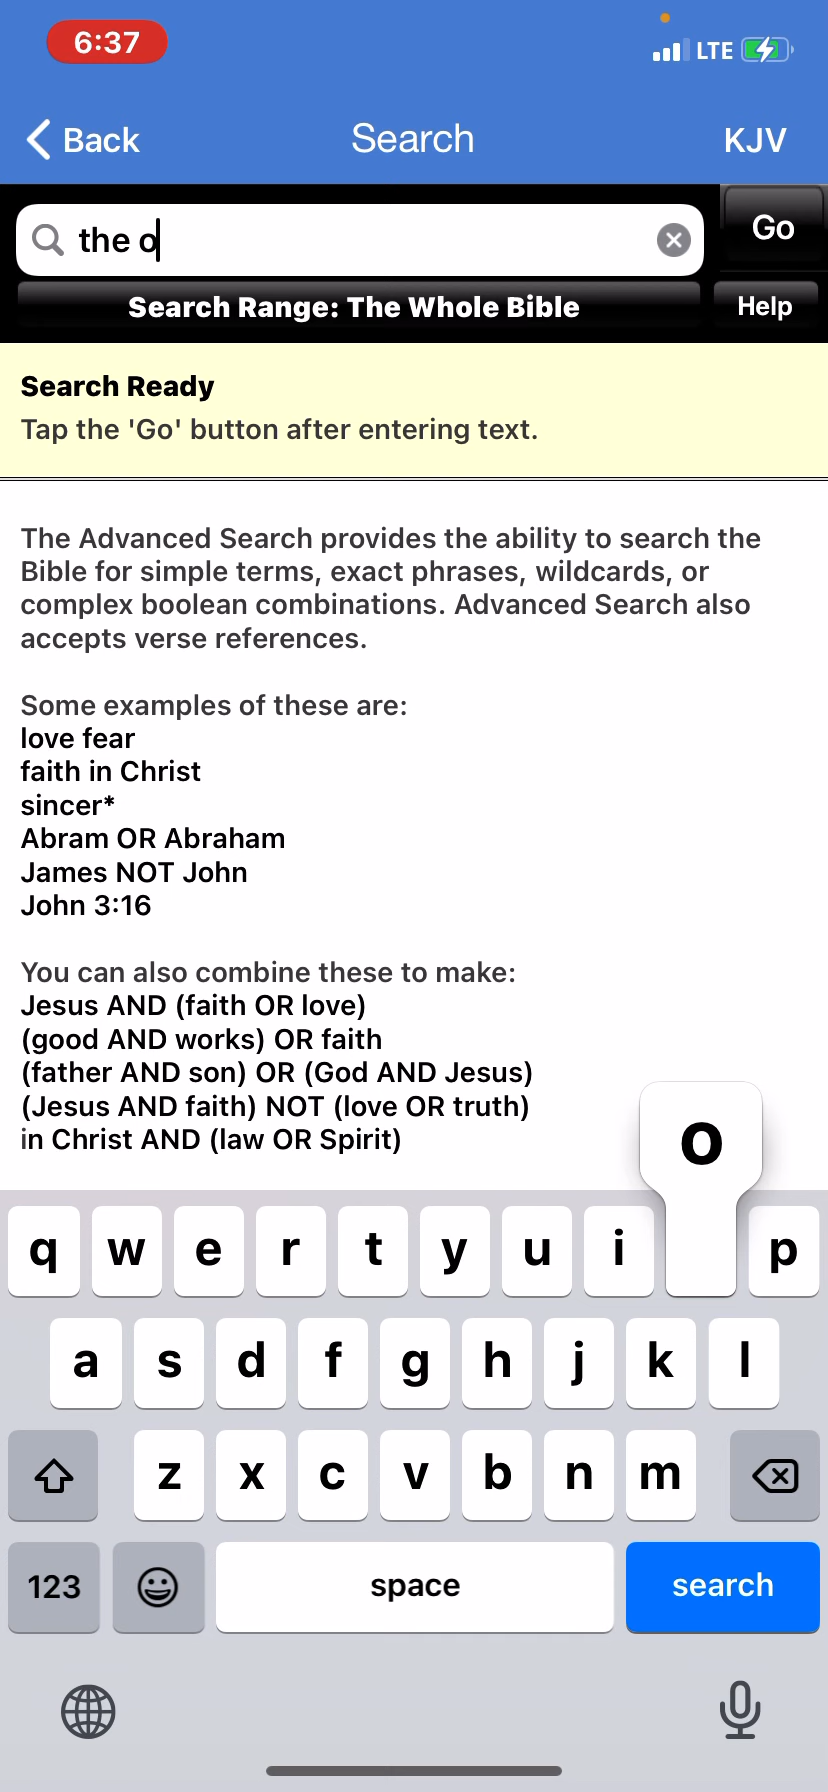 6:37 LTE
Back Search KJV
the o Go
Search Range: The Whole Bible Help
Search Ready
Tap the 'Go' button after entering text.
The Advanced Search provides the ability to search the
Bible for simple terms, exact phrases, wildcards, or
complex boolean combinations. Advanced Search also
accepts verse references.
Some examples of these are:
love fear
faith in Christ
sincer*
Abram OR Abraham
James NOT John
John 3:16
You can also combine these to make:
Jesus AND (faith OR love)
(good AND works) OR faith
(father AND son) OR (God AND Jesus)
(Jesus AND faith) NOT (love OR truth)
in Christ AND (law OR Spirit)
o
q w e r t y u i p
a s d f g h j k l
z x c v b n m
123 space search